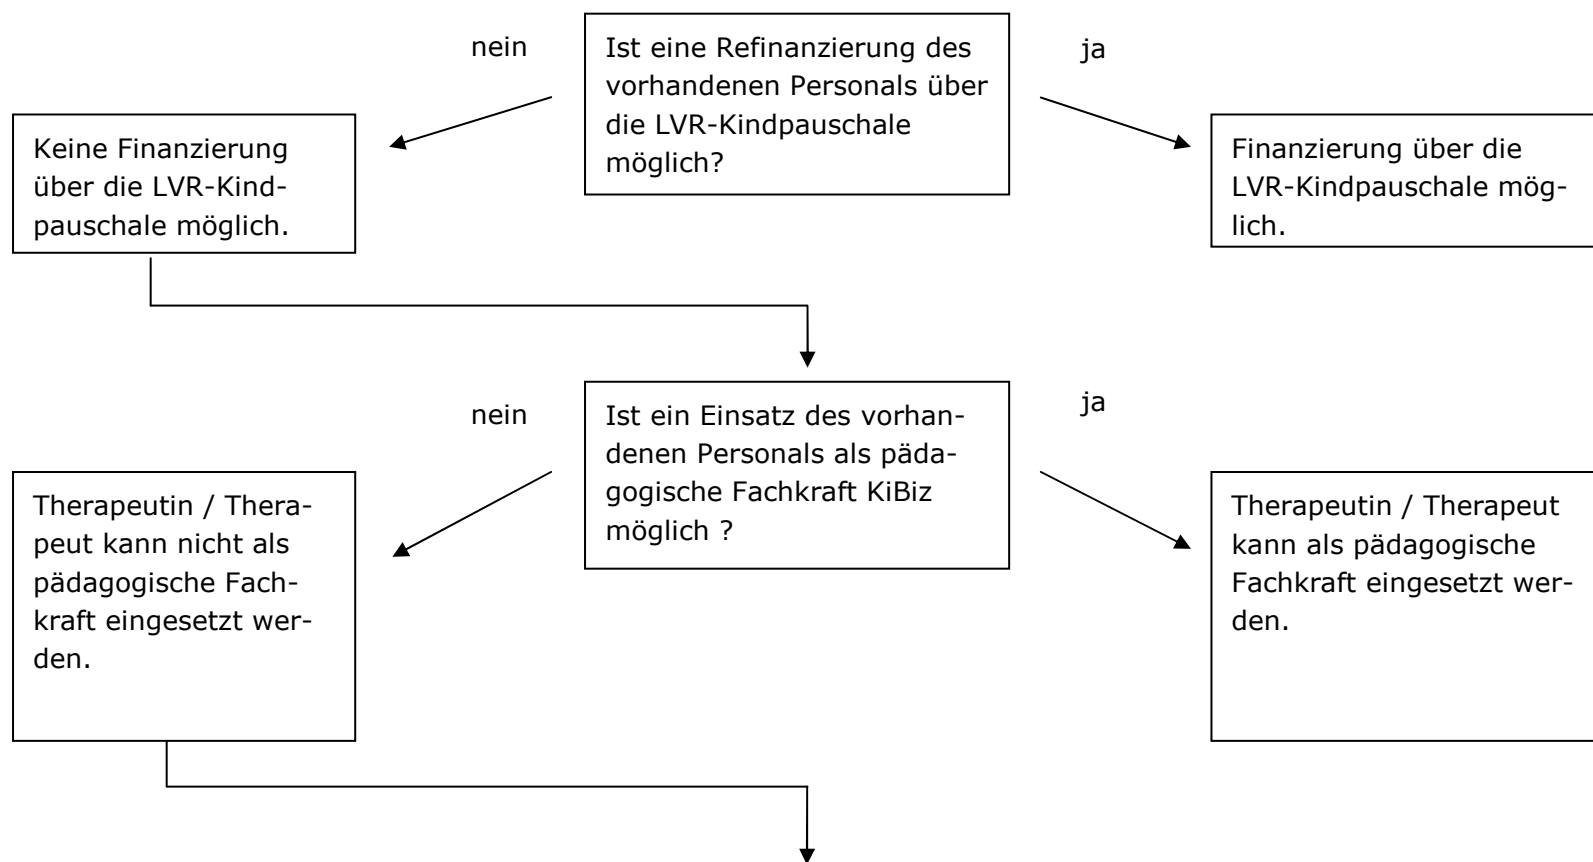 nein
Ist eine Refinanzierung des
vorhandenen Personals über
die LVR-Kindpauschale
möglich?
ja
Keine Finanzierung
über die LVR-Kind-
pauschale möglich.
Finanzierung über die
LVR-Kindpauschale mög-
lich.
nein
Ist ein Einsatz des vorhan-
denen Personals als päda-
gogische Fachkraft KiBiz
möglich ?
ja
Therapeutin / Thera-
peut kann nicht als
pädagogische Fach-
kraft eingesetzt wer-
den.
Therapeutin / Therapeut
kann als pädagogische
Fachkraft eingesetzt wer-
den.